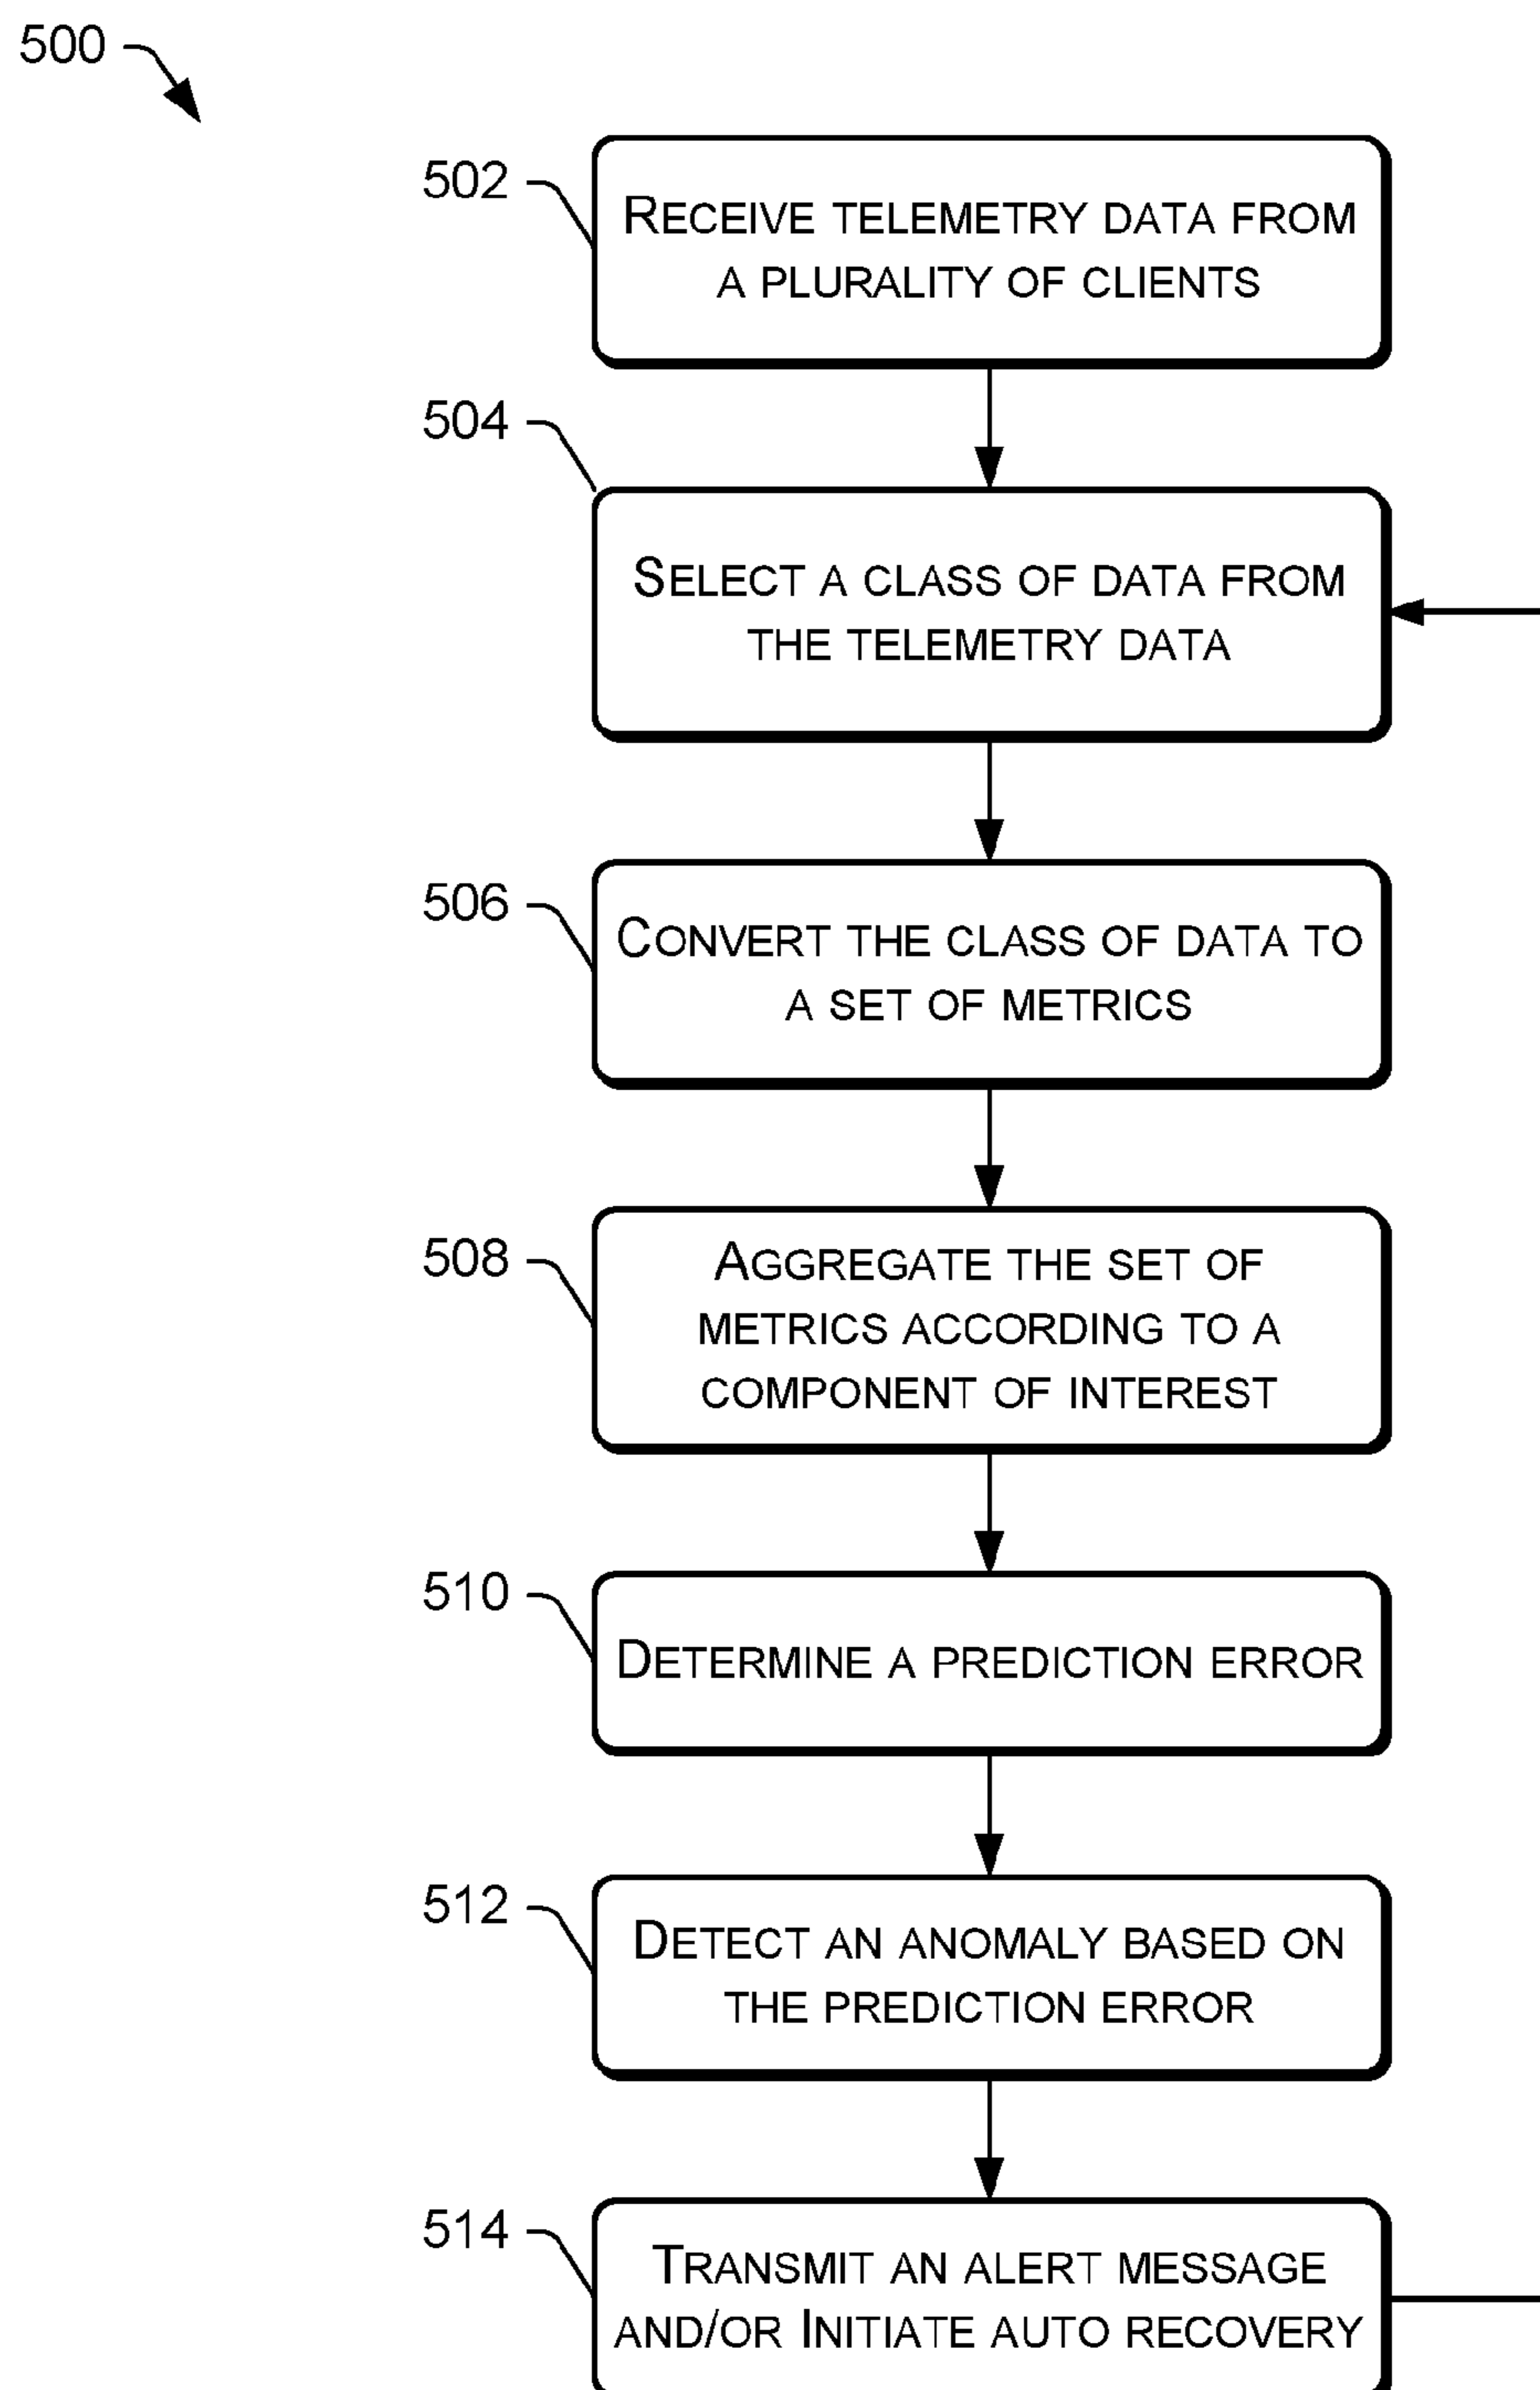 500
502
RECEIVE TELEMETRY DATA FROM
A PLURALITY OF CLIENTS
504
SELECT A CLASS OF DATA FROM
THE TELEMETRY DATA
506
CONVERT THE CLASS OF DATA TO
A SET OF METRICS
508
AGGREGATE THE SET OF
METRICS ACCORDING TO A
COMPONENT OF INTEREST
510
DETERMINE A PREDICTION ERROR
512
DETECT AN ANOMALY BASED ON
THE PREDICTION ERROR
514
TRANSMIT AN ALERT MESSAGE
AND/OR INITIATE AUTO RECOVERY